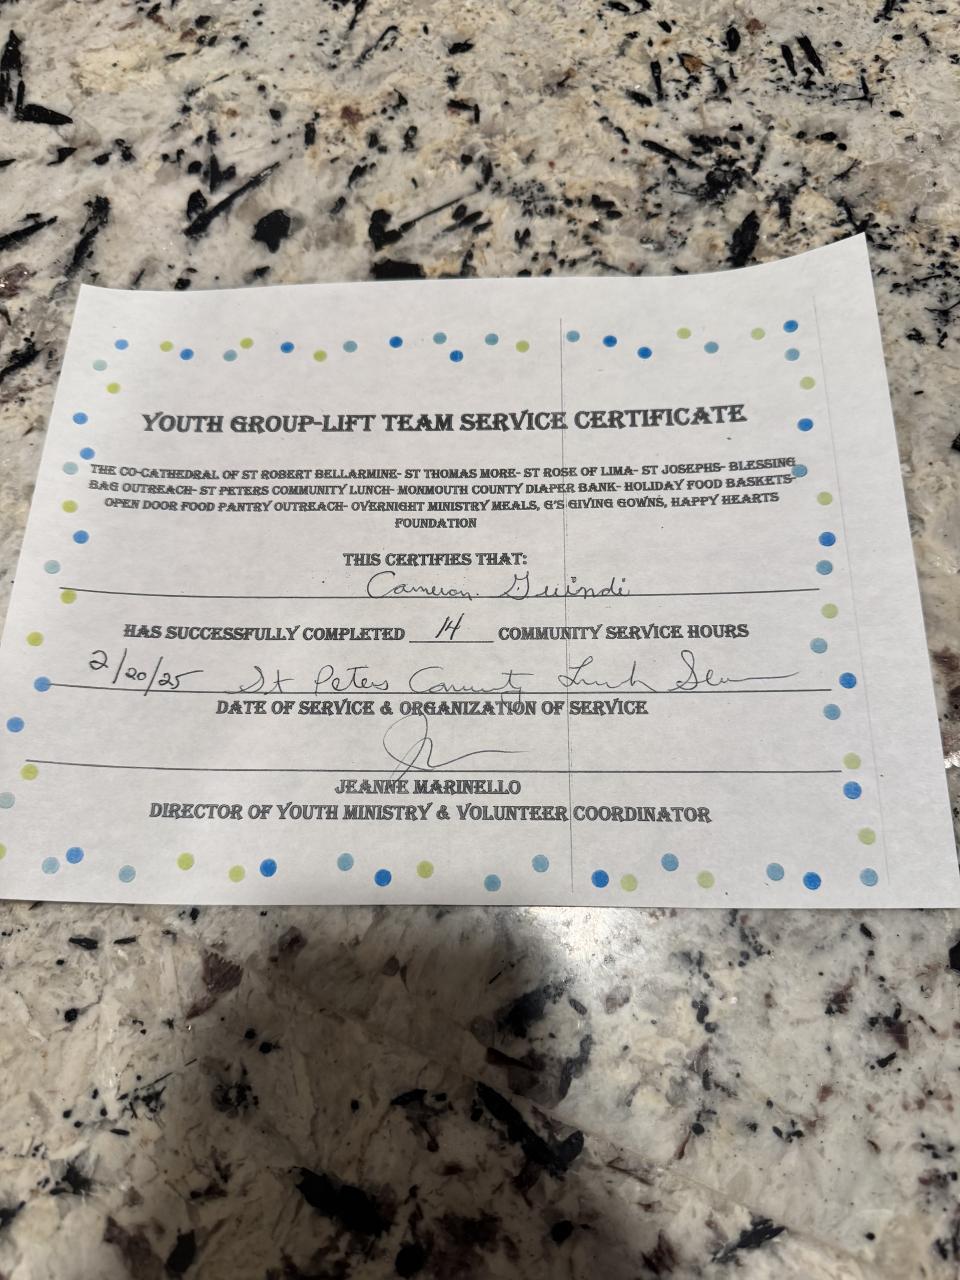 YOUTH GROUP-LIFT TEAM SERVICE CERTIFICATE
THE CO-CATHEDRAL OF ST ROBERT BELLARMINE- ST THOMAS MORE- ST ROSE OF LIMA- ST JOSEPHS- BLESSING
BAG OUTREACH- ST PETERS COMMUNITY LUNCH- MONMOUTH COUNTY DIAPER BANK- HOLIDAY FOOD BASKETS-
OPEN DOOR FOOD PANTRY OUTREACH- OVERNIGHT MINISTRY MEALS, G'S GIVING GOWNS, HAPPY HEARTS
FOUNDATION
THIS CERTIFIES THAT:
Cameron
HAS SUCCESSFULLY COMPLETED 14 COMMUNITY SERVICE HOURS
2/20/25 St Peters Community Lunch
DATE OF SERVICE & ORGANIZATION OF SERVICE
JEANNE MARINELLO
DIRECTOR OF YOUTH MINISTRY & VOLUNTEER COORDINATOR